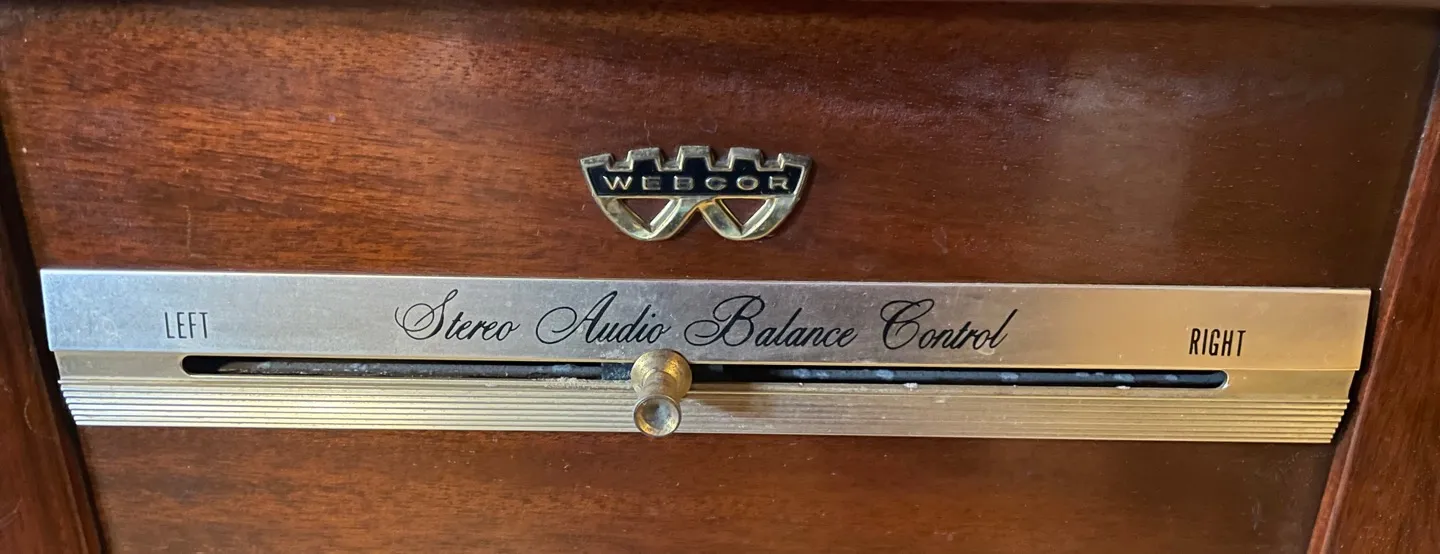 WEBCOR
Stereo Audio Balance Control
LEFT
RIGHT